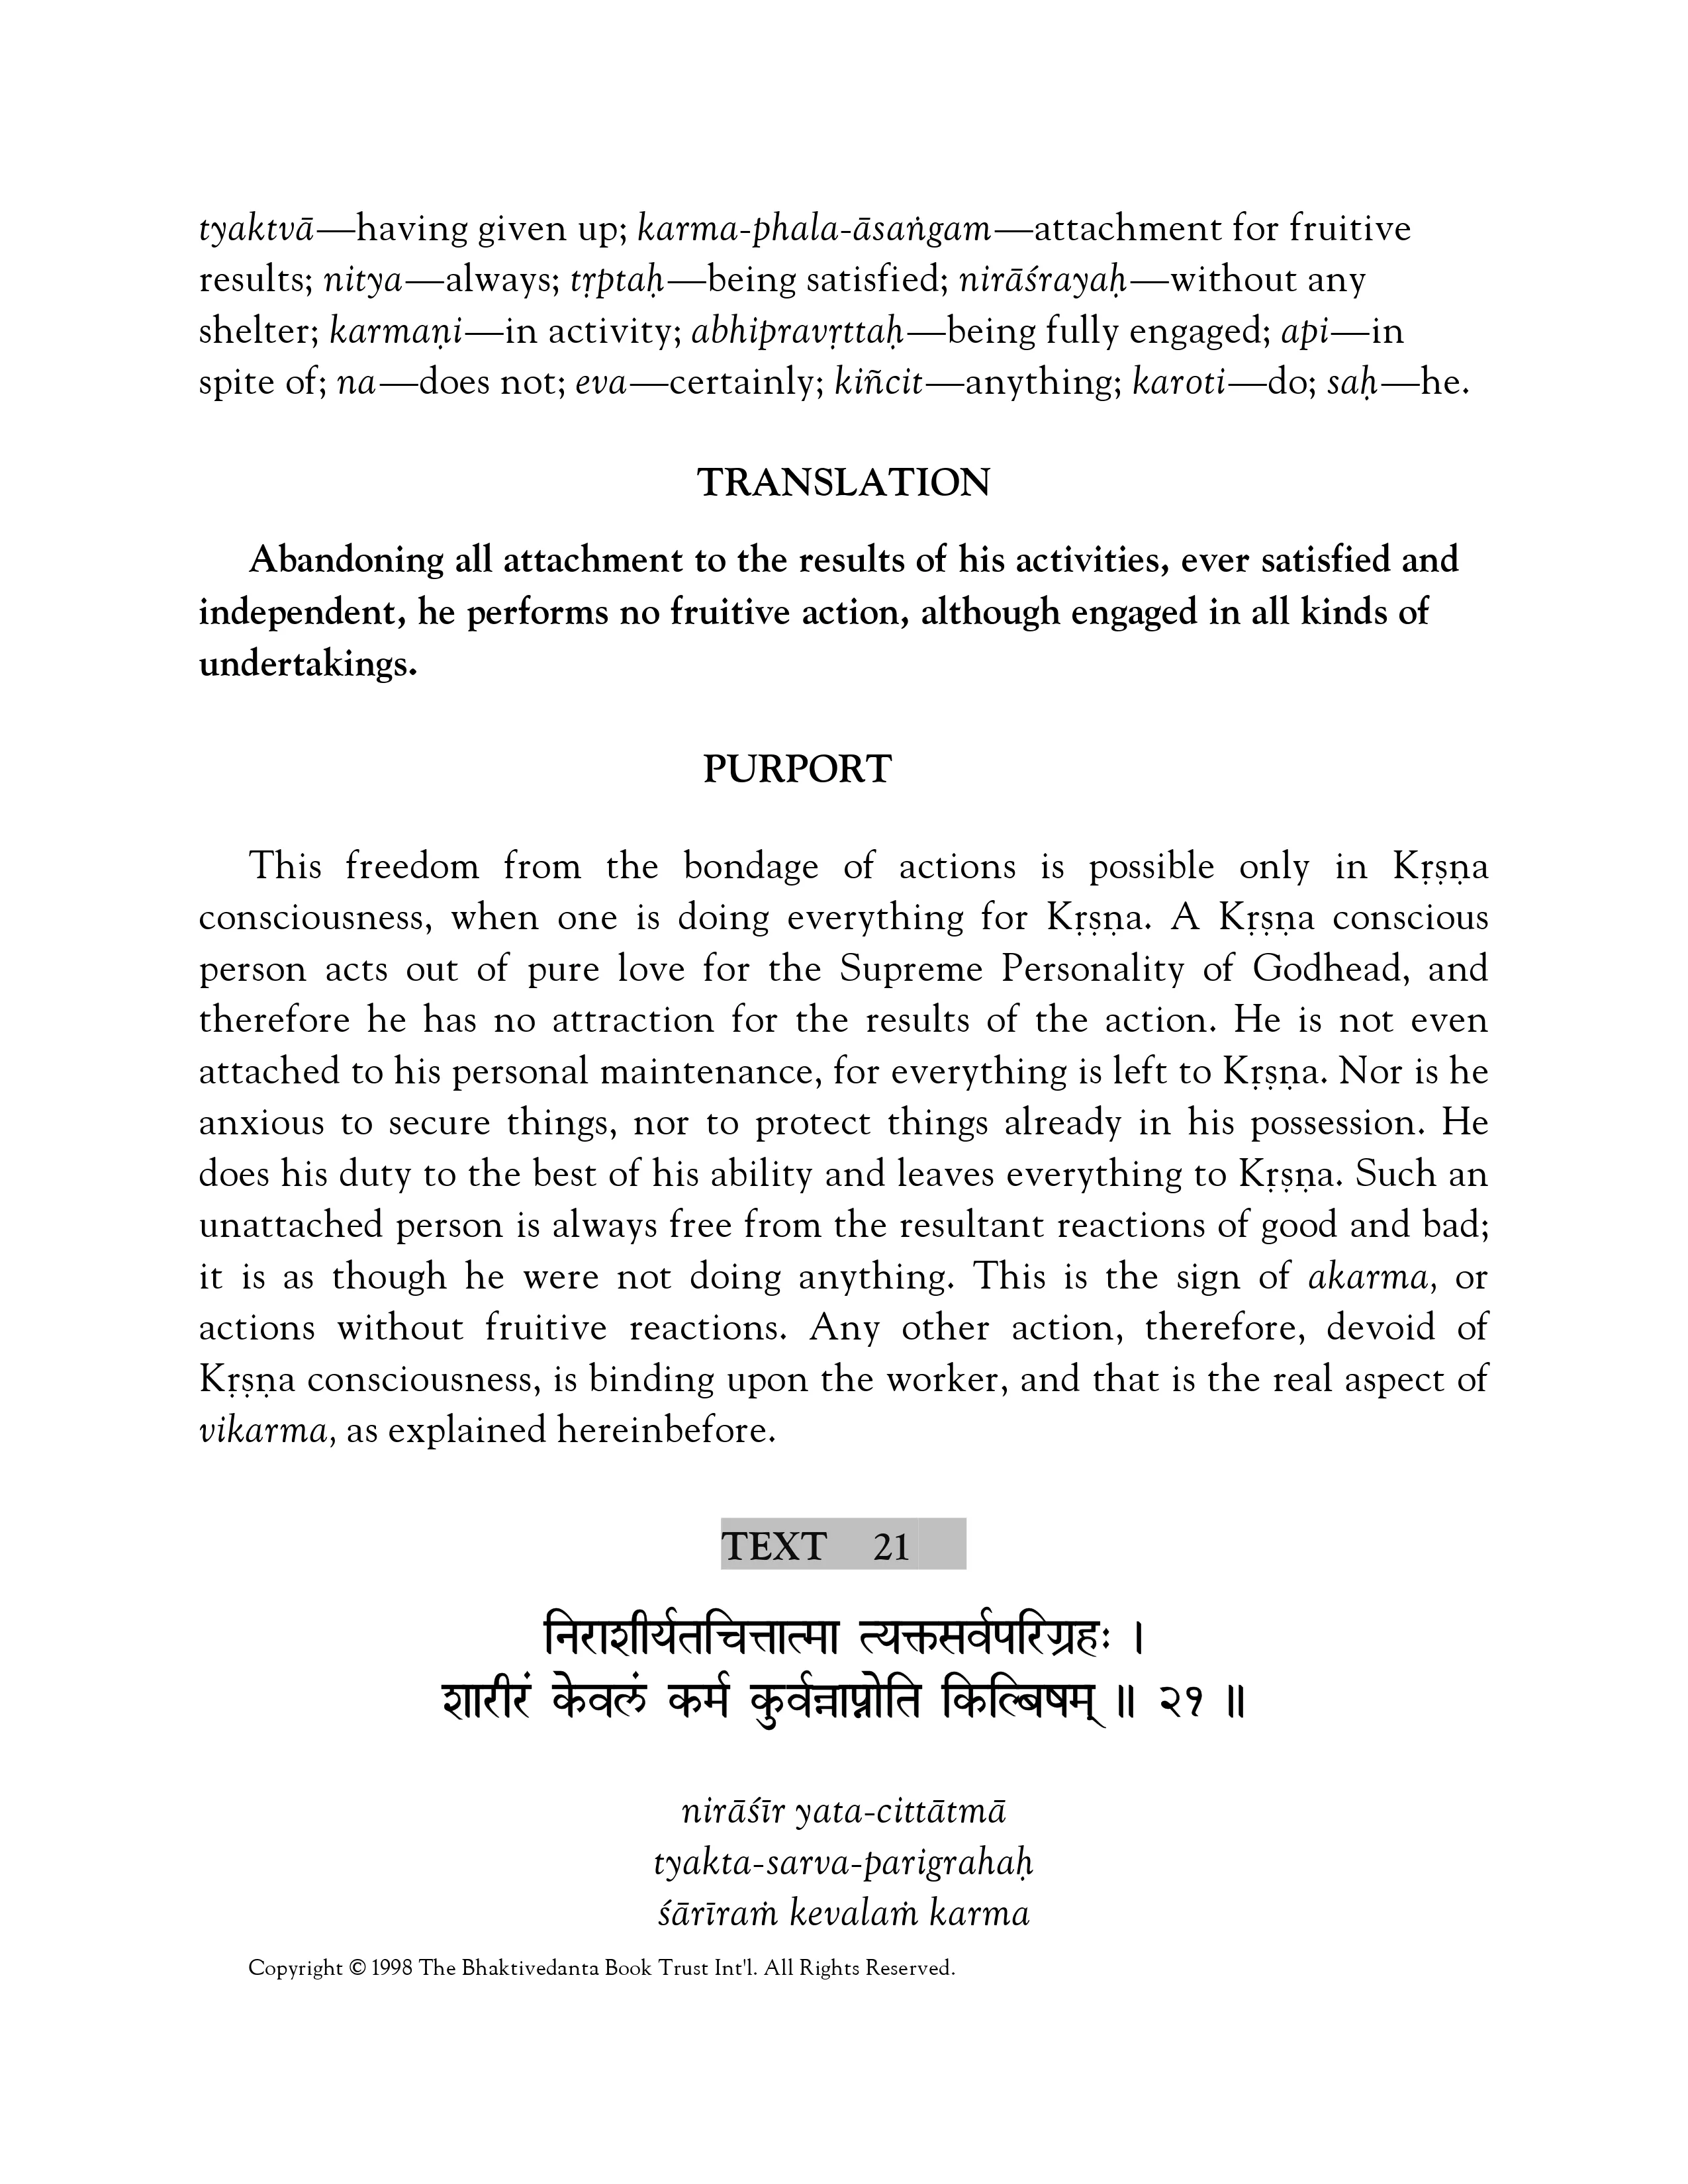 tyaktvā—having given up; karma-phala-āsaṅgam—attachment for fruitive
results; nitya—always; tṛptaḥ—being satisfied; nirāśrayaḥ—without any
shelter; karmaṇi—in activity; abhipravṛttaḥ—being fully engaged; api—in
spite of; na—does not; eva—certainly; kiñcit—anything; karoti—do; saḥ—he.
TRANSLATION
Abandoning all attachment to the results of his activities, ever satisfied and
independent, he performs no fruitive action, although engaged in all kinds of
undertakings.
PURPORT
This freedom from the bondage of actions is possible only in Kṛṣṇa
consciousness, when one is doing everything for Kṛṣṇa. A Kṛṣṇa conscious
person acts out of pure love for the Supreme Personality of Godhead, and
therefore he has no attraction for the results of the action. He is not even
attached to his personal maintenance, for everything is left to Kṛṣṇa. Nor is he
anxious to secure things, nor to protect things already in his possession. He
does his duty to the best of his ability and leaves everything to Kṛṣṇa. Such an
unattached person is always free from the resultant reactions of good and bad;
it is as though he were not doing anything. This is the sign of akarma, or
actions without fruitive reactions. Any other action, therefore, devoid of
Kṛṣṇa consciousness, is binding upon the worker, and that is the real aspect of
vikarma, as explained hereinbefore.
TEXT 21
निराशीर्यतचित्तात्मा त्यक्तसर्वपरिग्रहः ।
शारीरं केवलं कर्म कुर्वन्नाप्नोति किल्बिषम् ॥ २१ ॥
nirāśīr yata-cittātmā
tyakta-sarva-parigrahaḥ
śārīraṁ kevalaṁ karma
Copyright © 1998 The Bhaktivedanta Book Trust Int'l. All Rights Reserved.